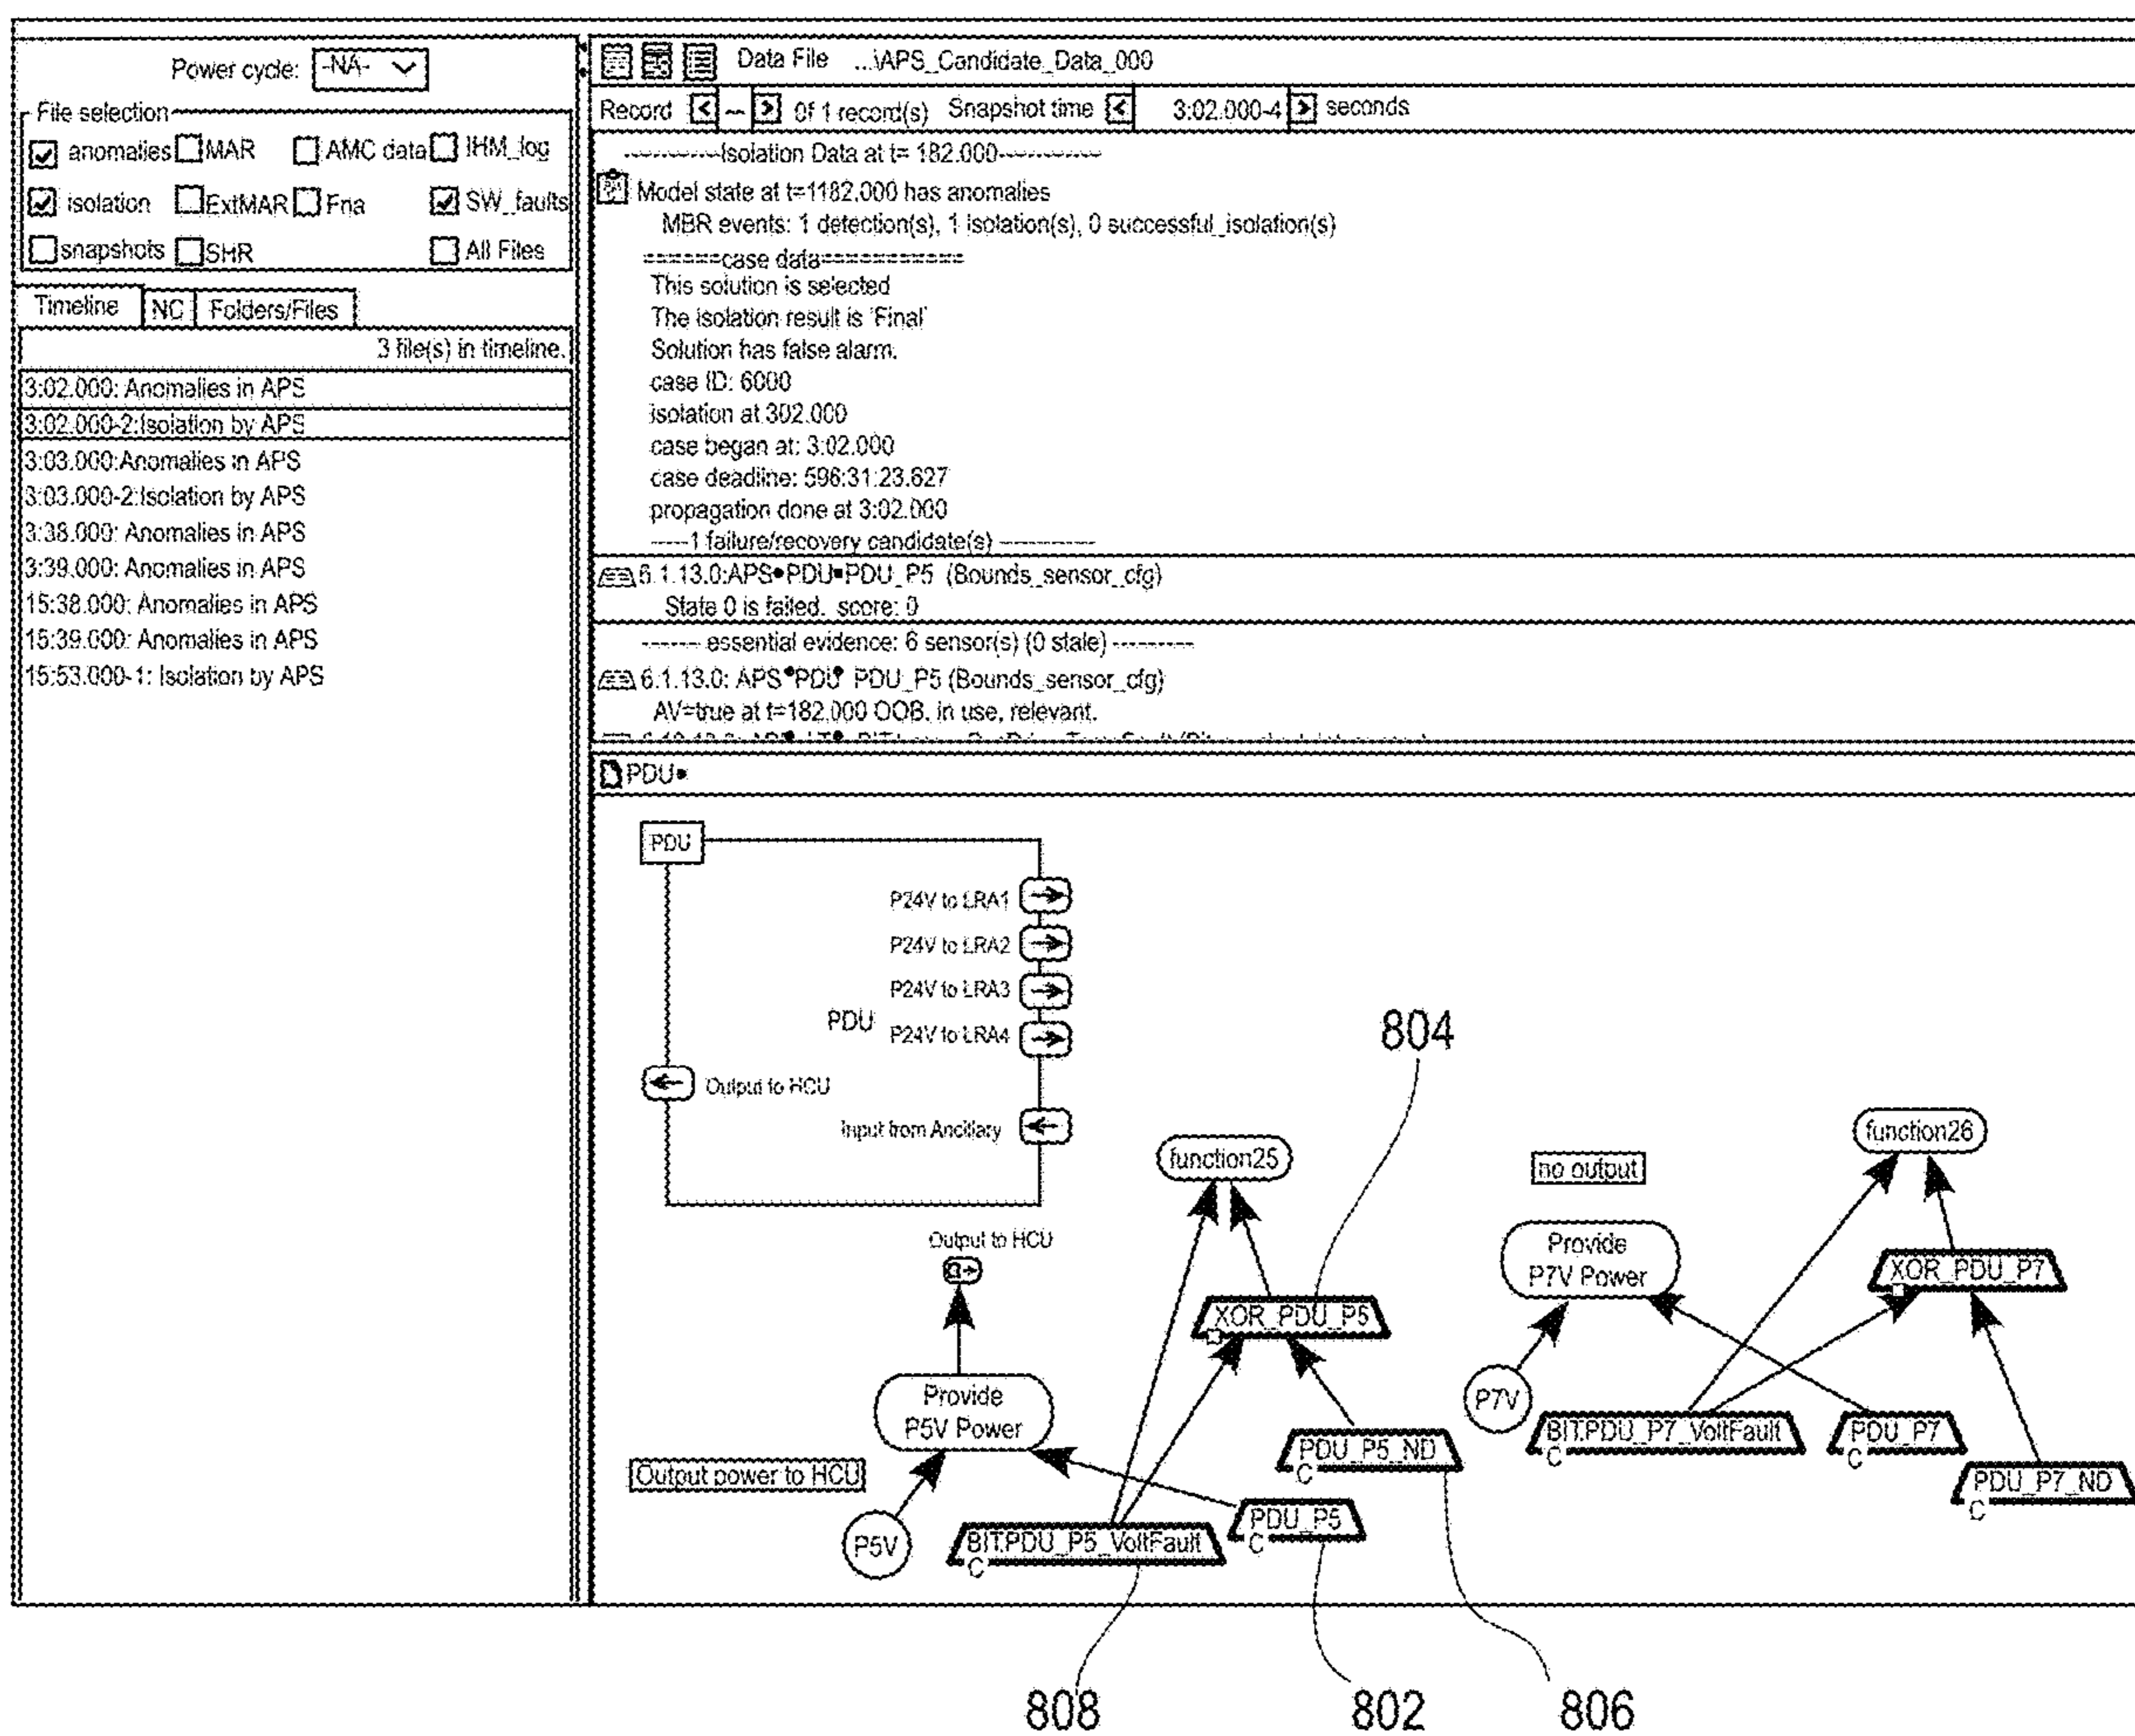 Power cycle: -NA-
File selection
anomalies MAR AMC data IHM_log
isolation ExtMAR Fna SW_faults
snapshots SHR All Files
Timeline NC Folders/Files
3 file(s) in timeline.
3:02.000: Anomalies in APS
3:02.000-2:Isolation by APS
3:03.000:Anomalies in APS
3:03.000-2:Isolation by APS
3:38.000: Anomalies in APS
3:39.000: Anomalies in APS
15:38.000: Anomalies in APS
15:39.000: Anomalies in APS
15:53.000-1: Isolation by APS
Data File ...\APS_Candidate_Data_000
Record < -- > Of 1 record(s) Snapshot time < 3:02.000-4 > seconds
----------Isolation Data at t= 182.000----------
Model state at t=1182.000 has anomalies
MBR events: 1 detection(s), 1 isolation(s), 0 successful_isolation(s)
======case data===========
This solution is selected
The isolation result is 'Final'
Solution has false alarm.
case ID: 6000
isolation at 302.000
case began at: 3:02.000
case deadline: 596:31:23.627
propagation done at 3:02.000
-----1 failure/recovery candidate(s) ----------
6.1.13.0:APS•PDU•PDU_P5 (Bounds_sensor_cfg)
State 0 is failed. score: 0
------- essential evidence: 6 sensor(s) (0 stale) ---------
6.1.13.0: APS•PDU• PDU_P5 (Bounds_sensor_cfg)
AV=true at t=182.000 OOB, in use, relevant.
PDU•
PDU
P24V to LRA1
P24V to LRA2
P24V to LRA3
PDU P24V to LRA4
Output to HCU
Input from Ancillary
804
function25
function26
no output
Output to HCU
Provide
P7V Power
XOR_PDU_P7
XOR_PDU_P5
Provide
P5V Power
P7V
BIT.PDU_P7_VoltFault
C
PDU_P7
C
PDU_P5_ND
C
PDU_P7_ND
C
Output power to HCU
PDU_P5
C
P5V
BIT.PDU_P5_VoltFault
C
808 802 806